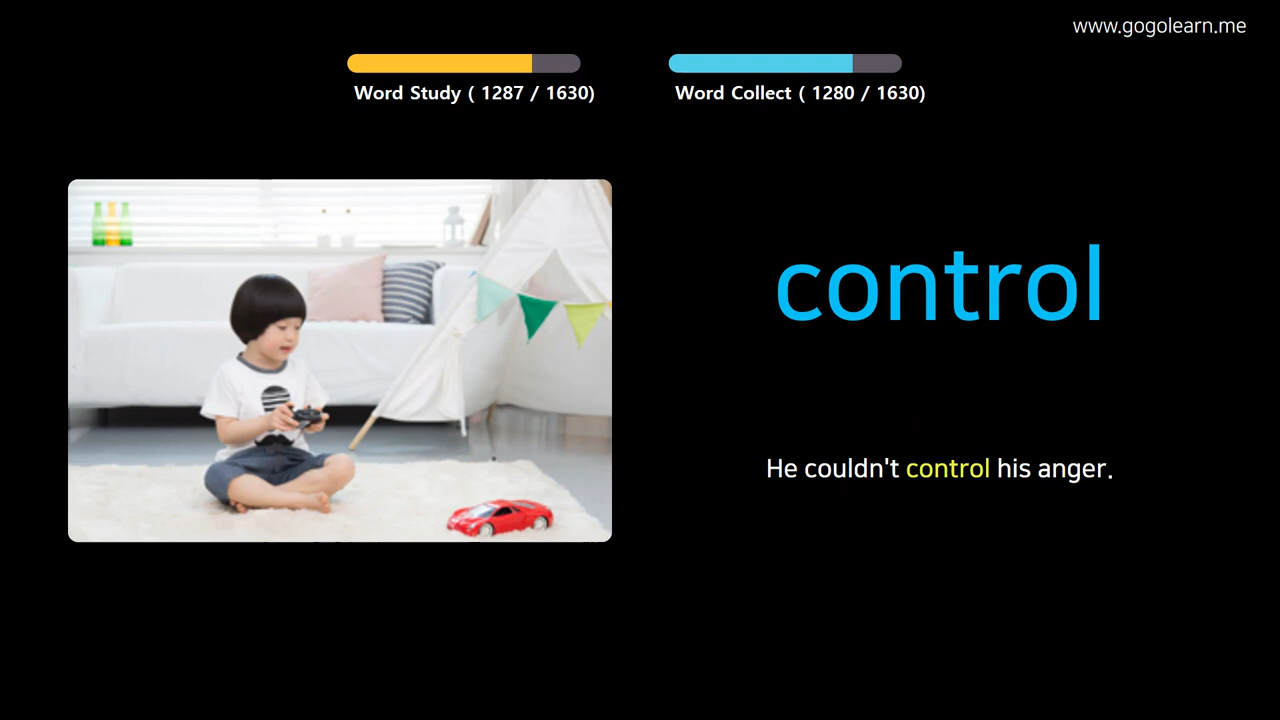 www.gogolearn.me
Word Study ( 1287 / 1630)
Word Collect ( 1280 / 1630)
control
He couldn't control his anger.